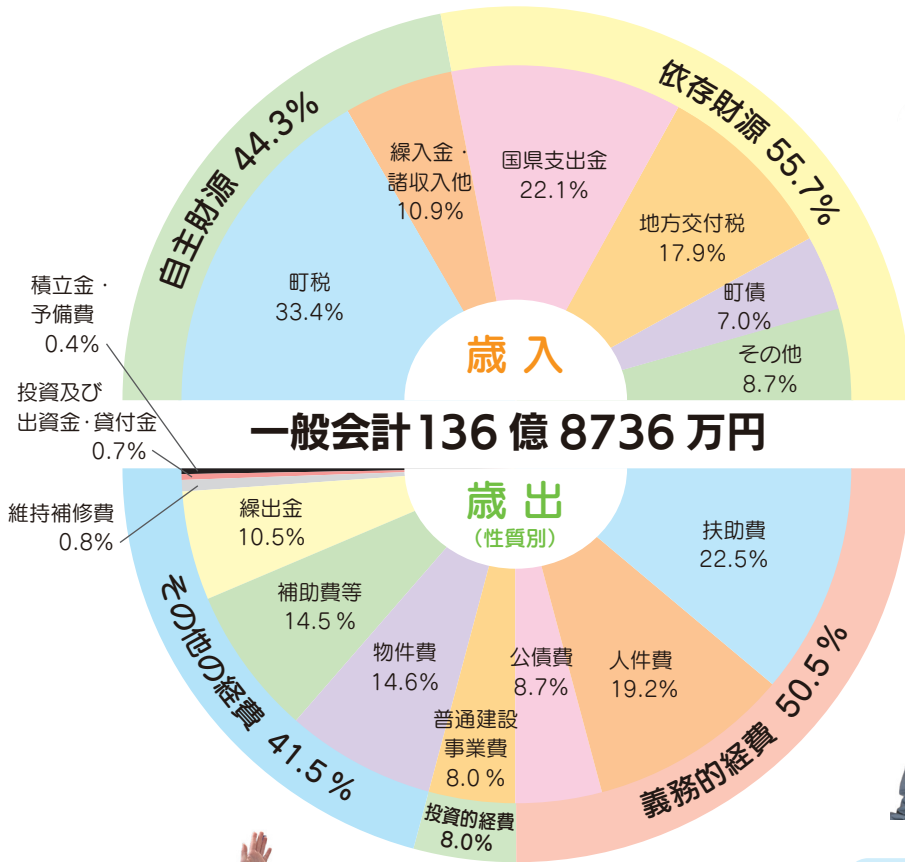 自主財源 44.3%
依存財源 55.7%
繰入金・
諸収入他
10.9%
国県支出金
22.1%
地方交付税
17.9%
町税
33.4%
町債
7.0%
その他
8.7%
歳入
一般会計136億8736万円
歳出
(性質別)
積立金・
予備費
0.4%
投資及び
出資金・貸付金
0.7%
維持補修費
0.8%
繰出金
10.5%
補助費等
14.5%
物件費
14.6%
普通建設
事業費
8.0%
公債費
8.7%
人件費
19.2%
扶助費
22.5%
その他の経費 41.5%
投資的経費
8.0%
義務的経費 50.5%